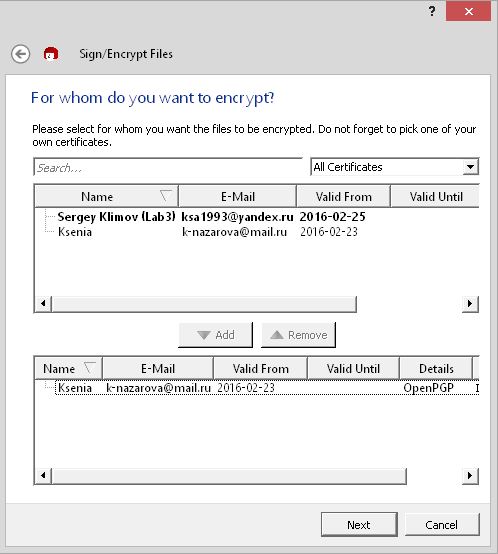 ?
Sign/Encrypt Files
For whom do you want to encrypt?
Please select for whom you want the files to be encrypted. Do not forget to pick one of your
own certificates.
Search... All Certificates
Name E-Mail Valid From Valid Until
Sergey Klimov (Lab3) ksa1993@yandex.ru 2016-02-25
Ksenia k-nazarova@mail.ru 2016-02-23
Add Remove
Name E-Mail Valid From Valid Until Details
Ksenia k-nazarova@mail.ru 2016-02-23 OpenPGP
Next Cancel